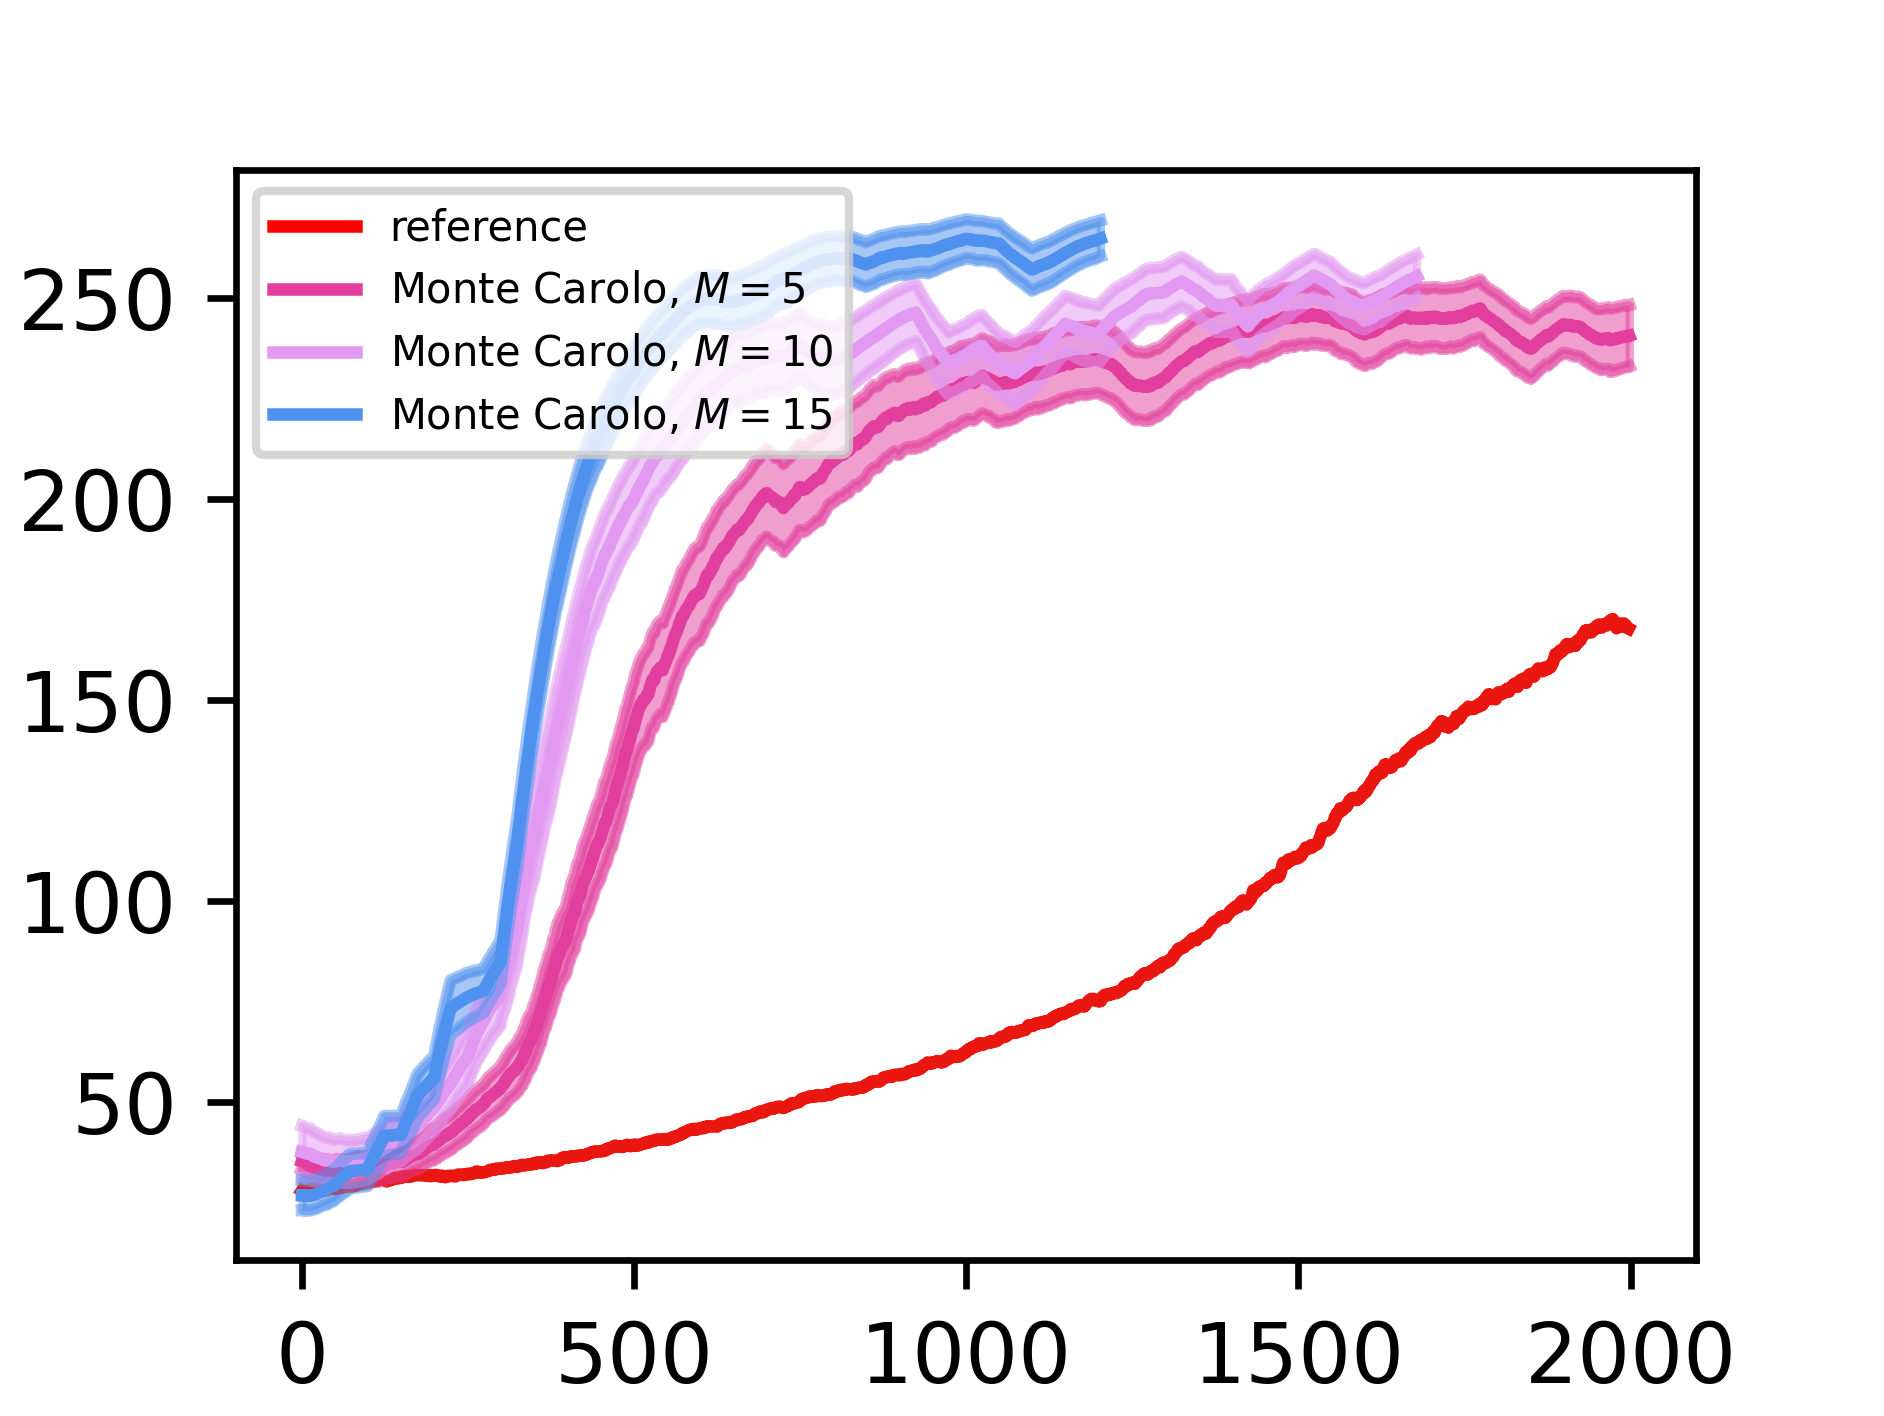 reference
Monte Carolo, M = 5
Monte Carolo, M = 10
Monte Carolo, M = 15
250
200
150
100
50
0 500 1000 1500 2000